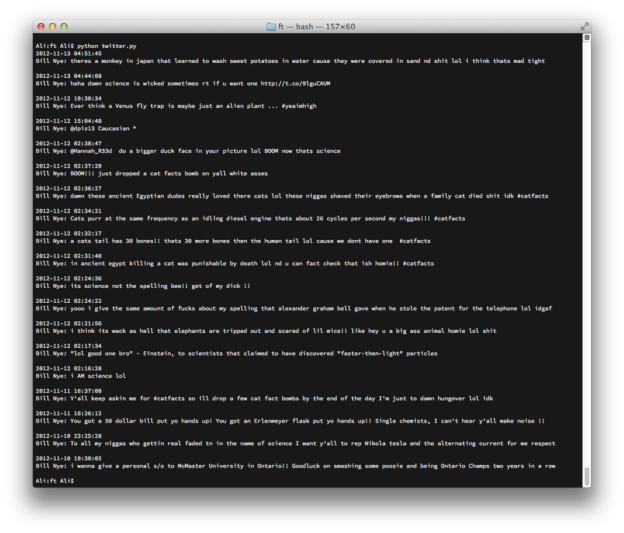 ft — bash — 157×60
Ali:ft Ali$ python twitter.py
2012-11-13 04:51:45
Bill Nye: theres a monkey in japan that learned to wash sweet potatoes in water cause they were covered in sand nd shit lol i think thats mad tight
2012-11-13 04:44:08
Bill Nye: haha damn science is wicked sometimes rt if u want one http://t.co/9lguCAUM
2012-11-12 19:30:34
Bill Nye: Ever think a Venus fly trap is maybe just an alien plant ... #yeaimhigh
2012-11-12 15:04:48
Bill Nye: @dpiz13 Caucasian *
2012-11-12 02:38:47
Bill Nye: @Hannah_R33d  do a bigger duck face in your picture lol BOOM now thats science
2012-11-12 02:37:29
Bill Nye: BOOM!!! just dropped a cat facts bomb on yall white asses
2012-11-12 02:36:27
Bill Nye: damn these ancient Egyptian dudes really loved there cats lol these niggas shaved their eyebrows when a family cat died shit idk #catfacts
2012-11-12 02:34:21
Bill Nye: Cats purr at the same frequency as an idling diesel engine thats about 26 cycles per second my niggas!!! #catfacts
2012-11-12 02:32:17
Bill Nye: a cats tail has 30 bones!! thats 30 more bones then the human tail lol cause we dont have one  #catfacts
2012-11-12 02:31:40
Bill Nye: in ancient egypt killing a cat was punishable by death lol nd u can fact check that ish homie!! #catfacts
2012-11-12 02:24:36
Bill Nye: its science not the spelling bee!! get of my dick !!
2012-11-12 02:24:22
Bill Nye: yooo i give the same amount of fucks about my spelling that alexander graham bell gave when he stole the patent for the telephone lol idgaf
2012-11-12 02:21:56
Bill Nye: i think its wack as hell that elephants are tripped out and scared of lil mice!! like hey u a big ass animal homie lol shit
2012-11-12 02:17:34
Bill Nye: "lol good one bro" - Einstein, to scientists that claimed to have discovered "faster-then-light" particles
2012-11-12 02:16:28
Bill Nye: i AM science lol
2012-11-11 16:37:08
Bill Nye: Y'all keep askin me for #catfacts so ill drop a few cat fact bombs by the end of the day I'm just to damn hungover lol idk
2012-11-11 16:26:12
Bill Nye: You got a 50 dollar bill put yo hands up! You got an Erlenmeyer flask put yo hands up!! Single chemists, I can't hear y'all make noise !!
2012-11-10 23:25:28
Bill Nye: To all my niggas who gettin real faded tn in the name of science I want y'all to rep Nikola tesla and the alternating current for me respect
2012-11-10 19:30:02
Bill Nye: i wanna give a personal s/o to McMaster University in Ontario!! Goodluck on smashing some poosie and being Ontario Champs two years in a row
Ali:ft Ali$